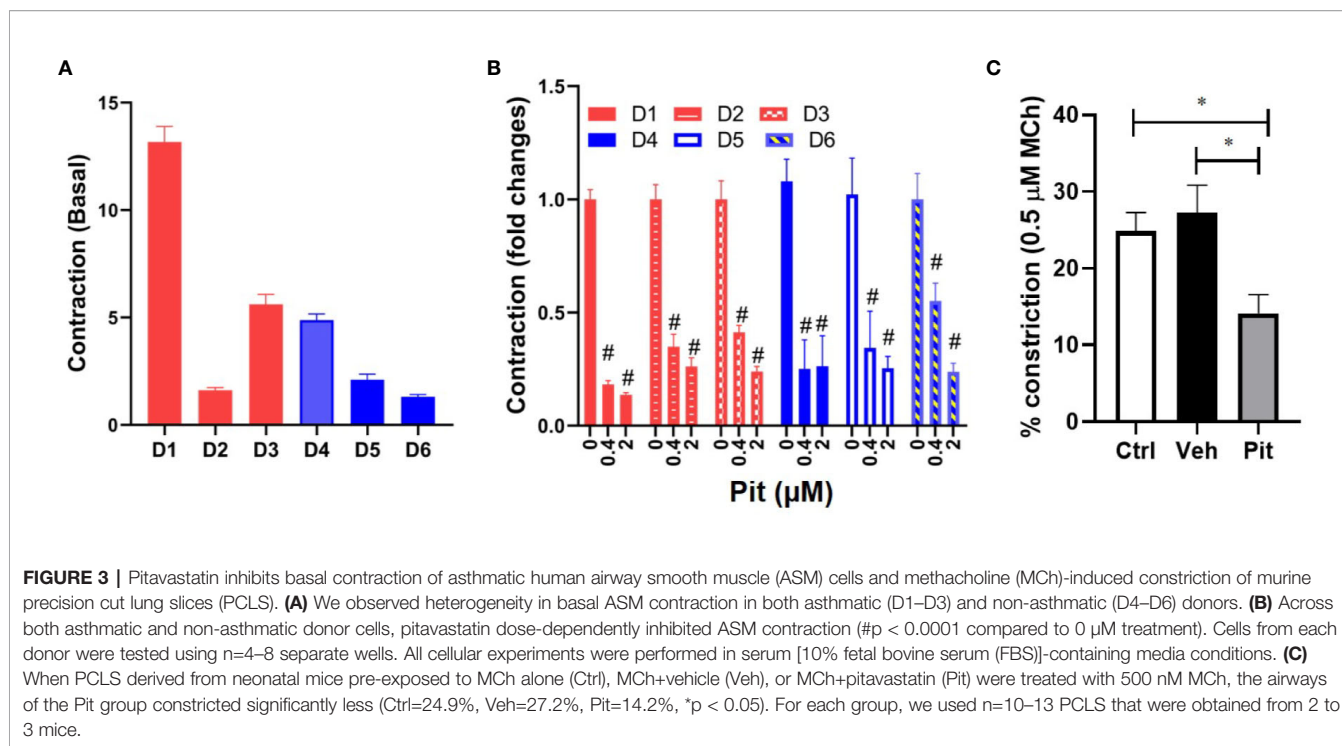 A
Contraction (Basal)
15
10
5
0
D1 D2 D3 D4 D5 D6
B
Contraction (fold changes)
1.5
1.0
0.5
0.0
D1 D2 D3
D4 D5 D6
# # # # # # # # # # # #
0 0.4 2 0 0.4 2 0 0.4 2 0 0.4 2 0 0.4 2 0 0.4 2
Pit (µM)
C
% constriction (0.5 µM MCh)
40
30
20
10
0
*
*
Ctrl Veh Pit
FIGURE 3 | Pitavastatin inhibits basal contraction of asthmatic human airway smooth muscle (ASM) cells and methacholine (MCh)-induced constriction of murine
precision cut lung slices (PCLS). (A) We observed heterogeneity in basal ASM contraction in both asthmatic (D1–D3) and non-asthmatic (D4–D6) donors. (B) Across
both asthmatic and non-asthmatic donor cells, pitavastatin dose-dependently inhibited ASM contraction (#p < 0.0001 compared to 0 µM treatment). Cells from each
donor were tested using n=4–8 separate wells. All cellular experiments were performed in serum [10% fetal bovine serum (FBS)]-containing media conditions. (C)
When PCLS derived from neonatal mice pre-exposed to MCh alone (Ctrl), MCh+vehicle (Veh), or MCh+pitavastatin (Pit) were treated with 500 nM MCh, the airways
of the Pit group constricted significantly less (Ctrl=24.9%, Veh=27.2%, Pit=14.2%, *p < 0.05). For each group, we used n=10–13 PCLS that were obtained from 2 to
3 mice.